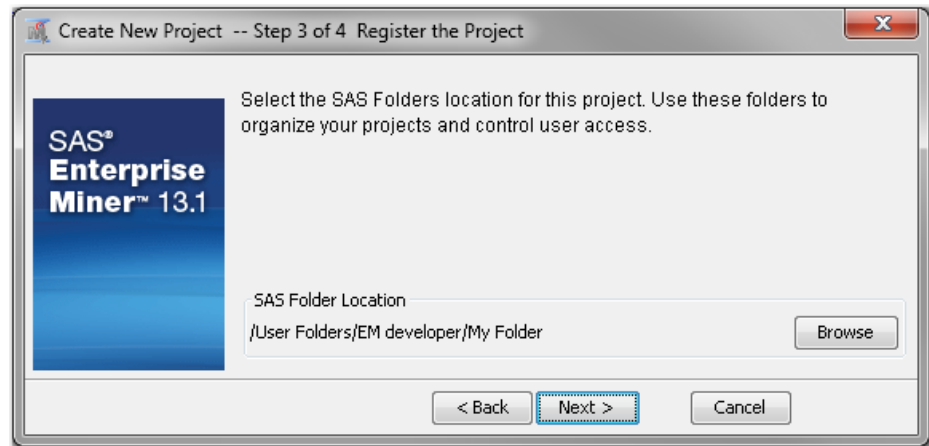 Create New Project -- Step 3 of 4 Register the Project
Select the SAS Folders location for this project. Use these folders to
organize your projects and control user access.
SAS®
Enterprise
Miner™ 13.1
SAS Folder Location
/User Folders/EM developer/My Folder
Browse
< Back
Next >
Cancel